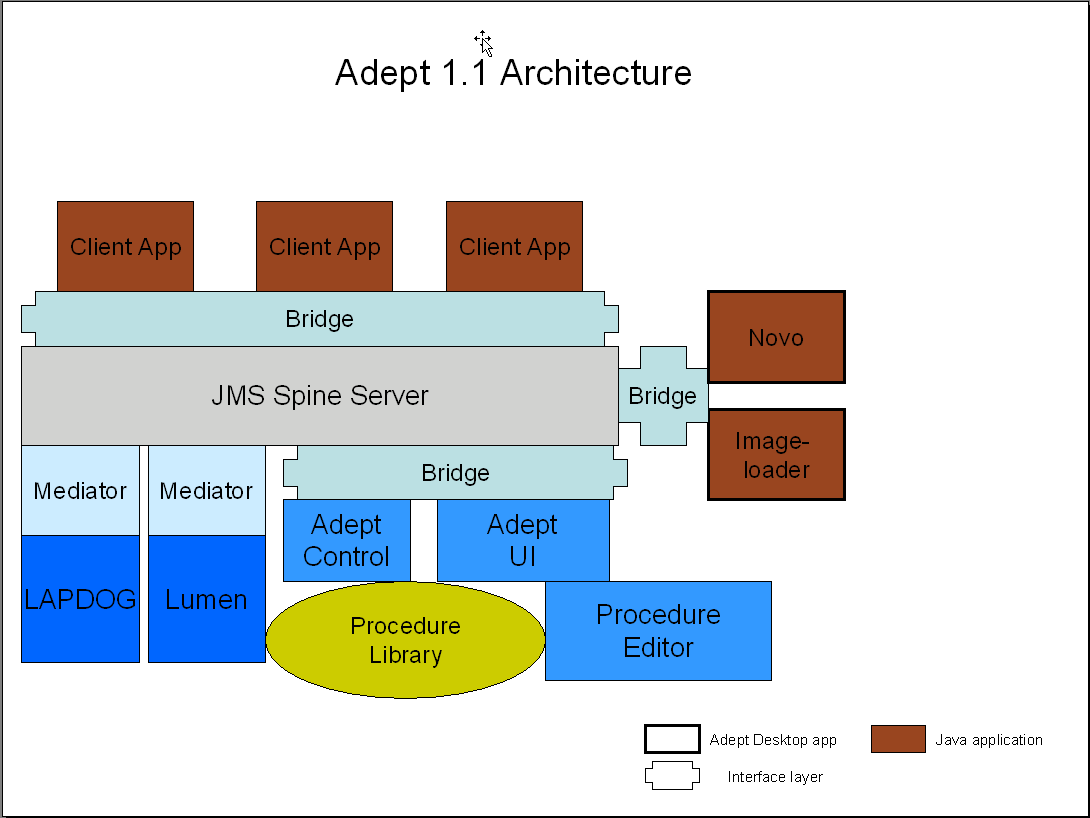 Adept 1.1 Architecture
Client App
Client App
Client App
Bridge
Novo
JMS Spine Server
Bridge
Image-
loader
Mediator
Mediator
Bridge
Adept
Control
Adept
UI
LAPDOG
Lumen
Procedure
Library
Procedure
Editor
Adept Desktop app
Java application
Interface layer